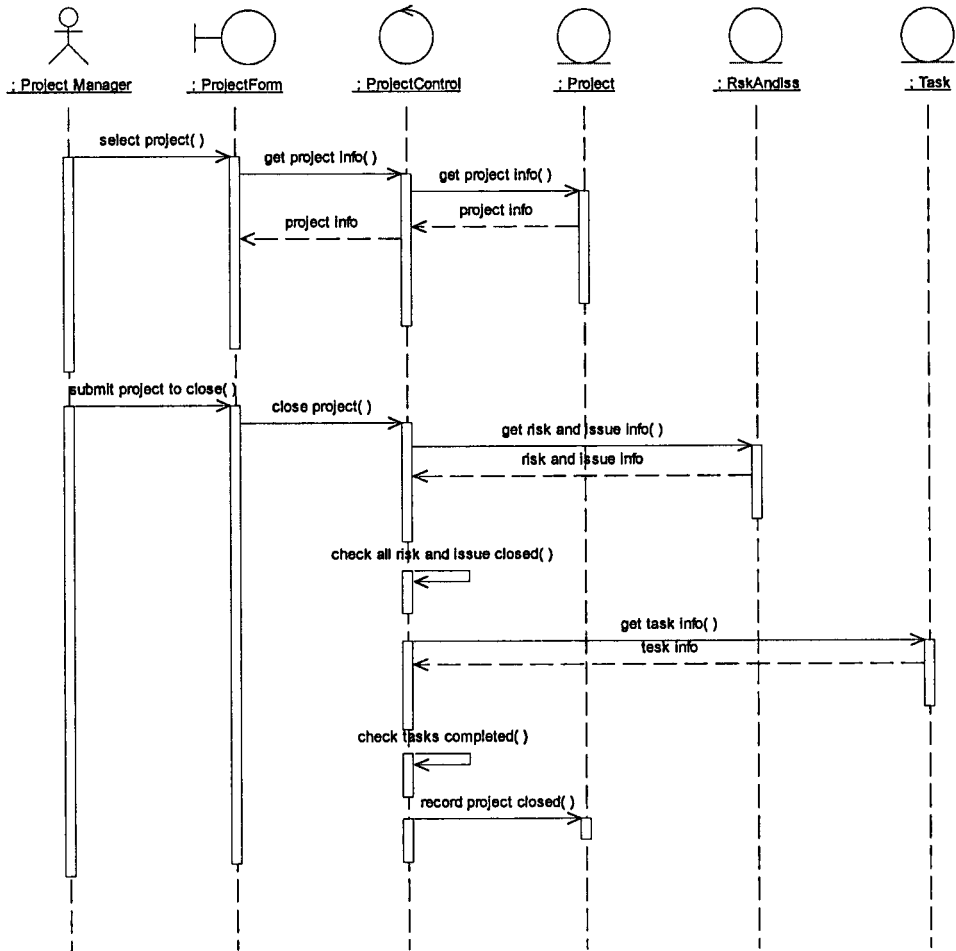 : Project Manager
: ProjectForm
: ProjectControl
: Project
: RskAndIss
: Task
select project( )
get project info( )
get project info( )
project info
project info
submit project to close( )
close project( )
get risk and issue info( )
risk and issue info
check all risk and issue closed( )
get task info( )
tesk info
check tasks completed( )
record project closed( )